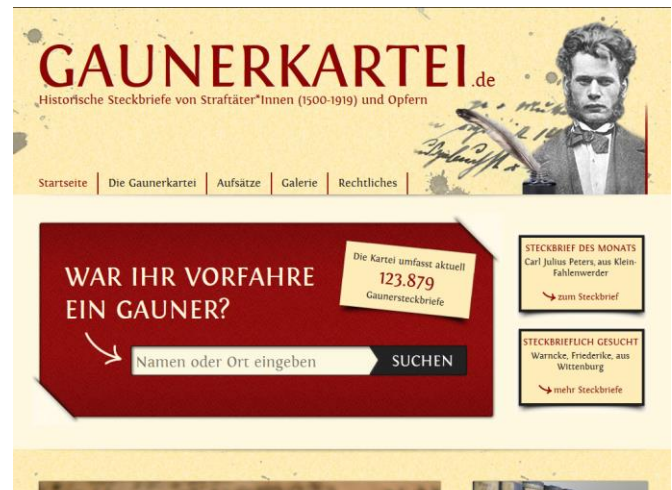 GAUNERKARTEI.de
Historische Steckbriefe von Straftäter*Innen (1500-1919) und Opfern
Startseite
Die Gaunerkartei
Aufsätze
Galerie
Rechtliches
WAR IHR VORFAHRE
EIN GAUNER?
Die Kartei umfasst aktuell
123.879
Gaunersteckbriefe
Namen oder Ort eingeben
SUCHEN
STECKBRIEF DES MONATS
Carl Julius Peters, aus Klein-
Fahlenwerder
zum Steckbrief
STECKBRIEFLICH GESUCHT
Warncke, Friederike, aus
Wittenburg
mehr Steckbriefe